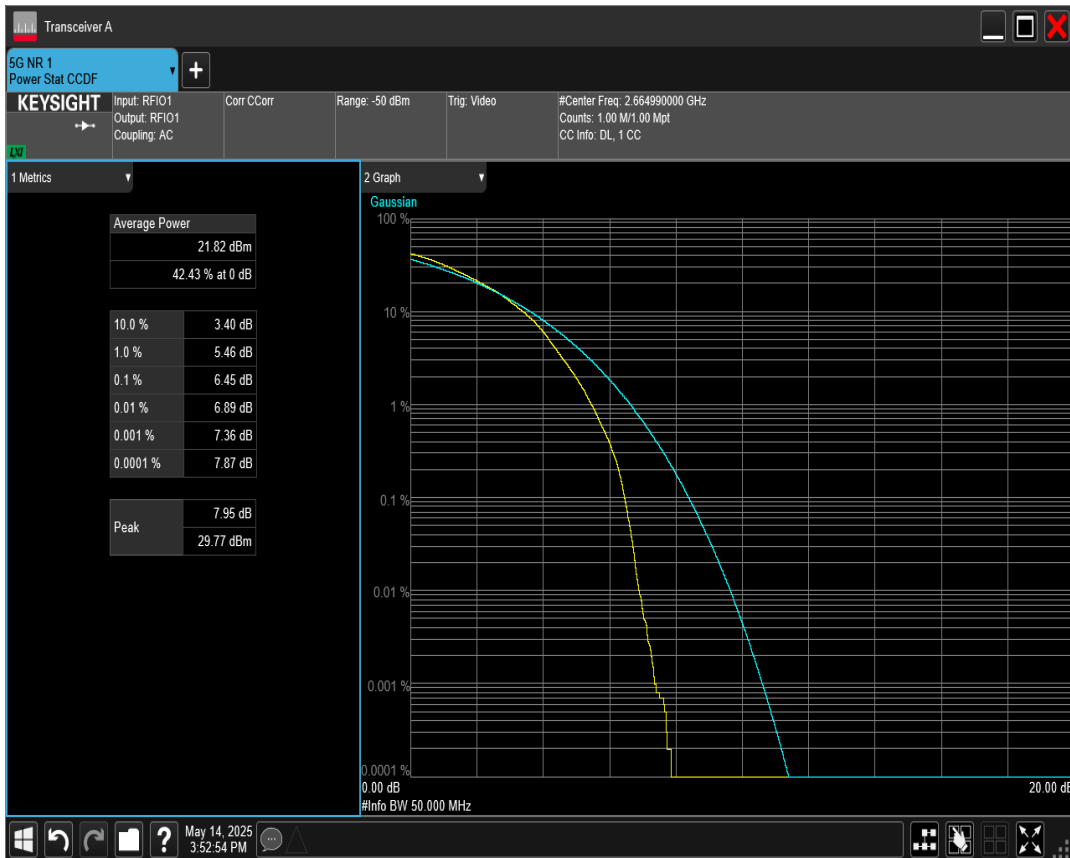 Transceiver A
5G NR 1
Power Stat CCDF
KEYSIGHT
LXI
Input: RFIO1
Output: RFIO1
Coupling: AC
Corr CCorr
Range: -50 dBm
Trig: Video
#Center Freq: 2.664990000 GHz
Counts: 1.00 M/1.00 Mpt
CC Info: DL, 1 CC
1 Metrics
Average Power
21.82 dBm
42.43 % at 0 dB
10.0 % 3.40 dB
1.0 % 5.46 dB
0.1 % 6.45 dB
0.01 % 6.89 dB
0.001 % 7.36 dB
0.0001 % 7.87 dB
Peak 7.95 dB
29.77 dBm
2 Graph
Gaussian
100 %
10 %
1 %
0.1 %
0.01 %
0.001 %
0.0001 %
0.00 dB 20.00 dB
#Info BW 50.000 MHz
May 14, 2025
3:52:54 PM